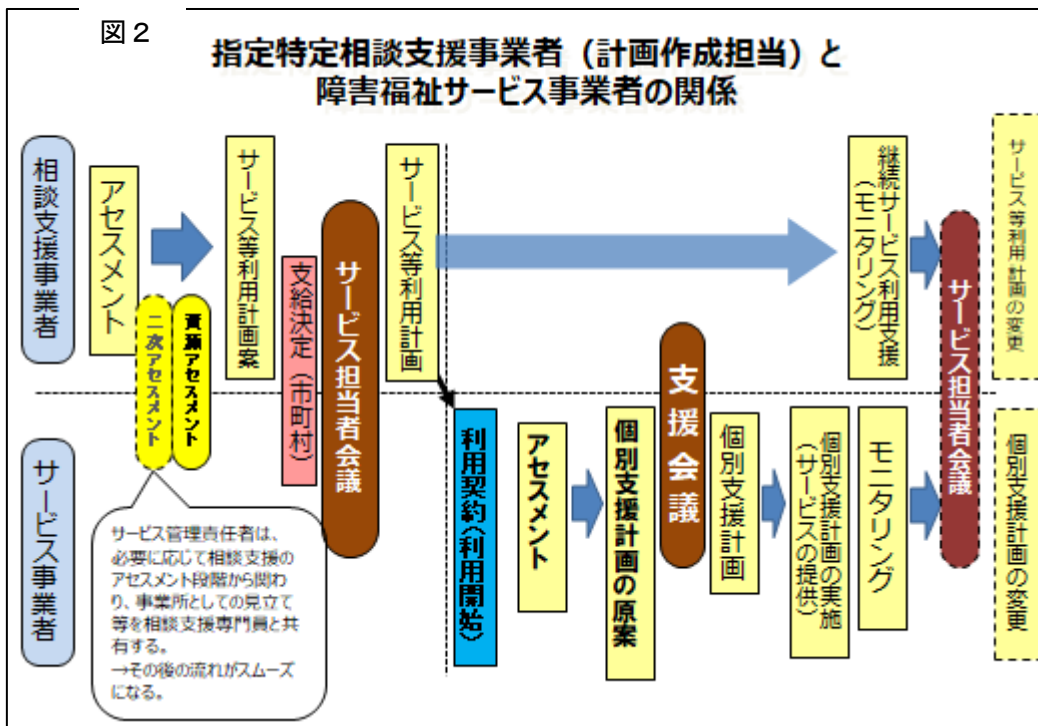 図２
指定特定相談支援事業者（計画作成担当）と
障害福祉サービス事業者の関係
相談支援事業者
アセスメント
二次アセスメント
資源アセスメント
サービス等利用計画案
支給決定（市町村）
サービス担当者会議
サービス等利用計画
継続サービス利用支援
（モニタリング）
サービス担当者会議
サービス等利用計画の変更
サービス事業者
サービス管理責任者は、
必要に応じて相談支援の
アセスメント段階から関わ
り、事業所としての見立て
等を相談支援専門員と共
有する。
→その後の流れがスムーズ
になる。
利用契約（利用開始）
アセスメント
個別支援計画の原案
支援会議
個別支援計画
個別支援計画の実施
（サービスの提供）
モニタリング
個別支援計画の変更